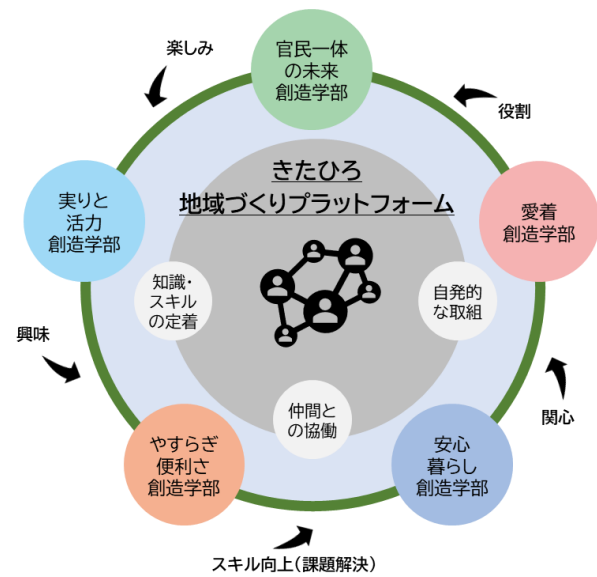 楽しみ
官民一体
の未来
創造学部
役割
きたひろ
地域づくりプラットフォーム
実りと
活力
創造学部
愛着
創造学部
知識・
スキル
の定着
自発的
な取組
興味
仲間と
の協働
関心
やすらぎ
便利さ
創造学部
安心
暮らし
創造学部
スキル向上(課題解決)